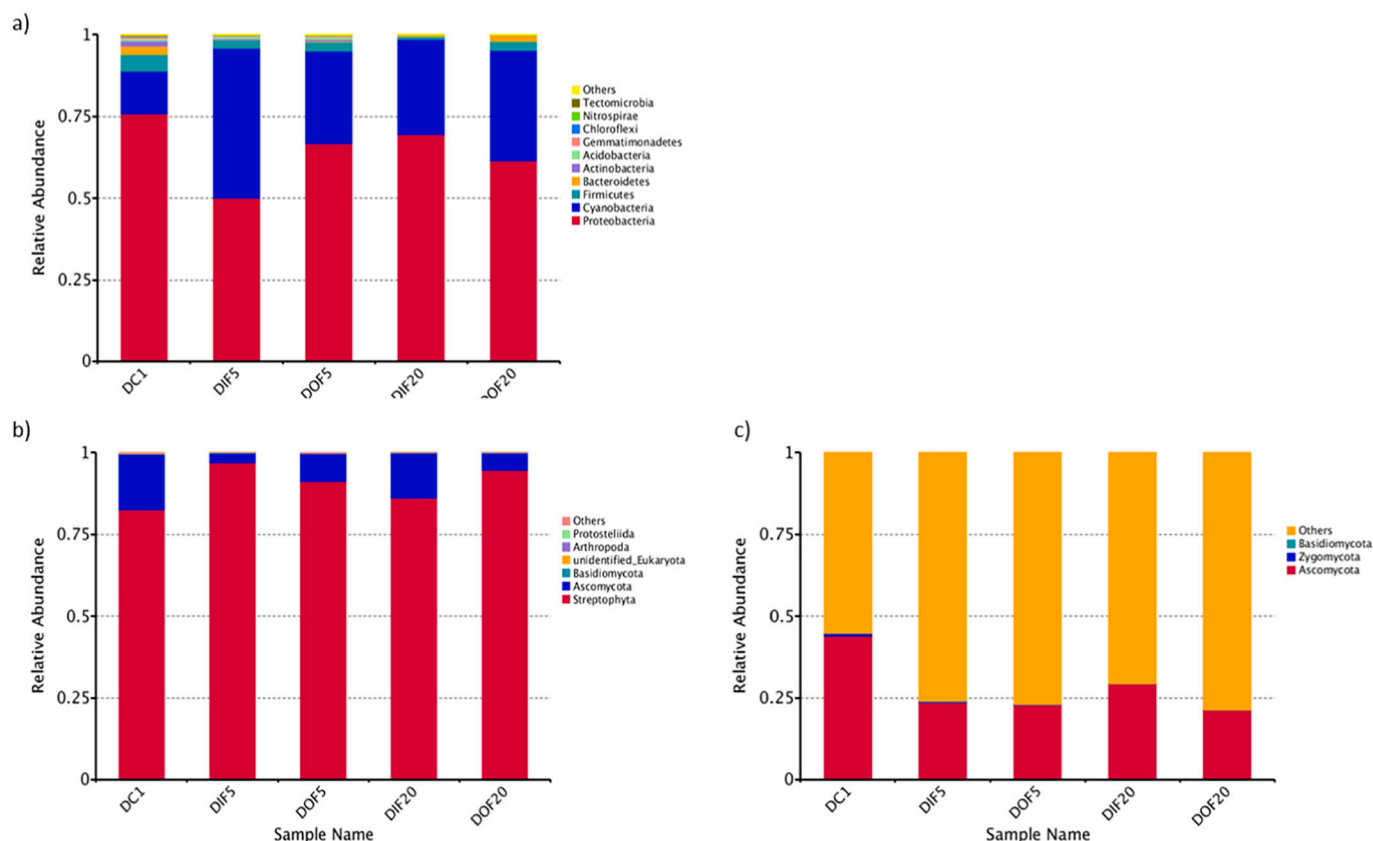 a)
1
0.75
0.5
0.25
0
Relative Abundance
DC1
DIF5
DOF5
DIF20
DOF20
Others
Tectomicrobia
Nitrospirae
Chloroflexi
Gemmatimonadetes
Acidobacteria
Actinobacteria
Bacteroidetes
Firmicutes
Cyanobacteria
Proteobacteria
b)
1
0.75
0.5
0.25
0
Relative Abundance
DC1
DIF5
DOF5
DIF20
DOF20
Sample Name
Others
Protosteliida
Arthropoda
unidentified_Eukaryota
Basidiomycota
Ascomycota
Streptophyta
c)
1
0.75
0.5
0.25
0
Relative Abundance
DC1
DIF5
DOF5
DIF20
DOF20
Sample Name
Others
Basidiomycota
Zygomycota
Ascomycota